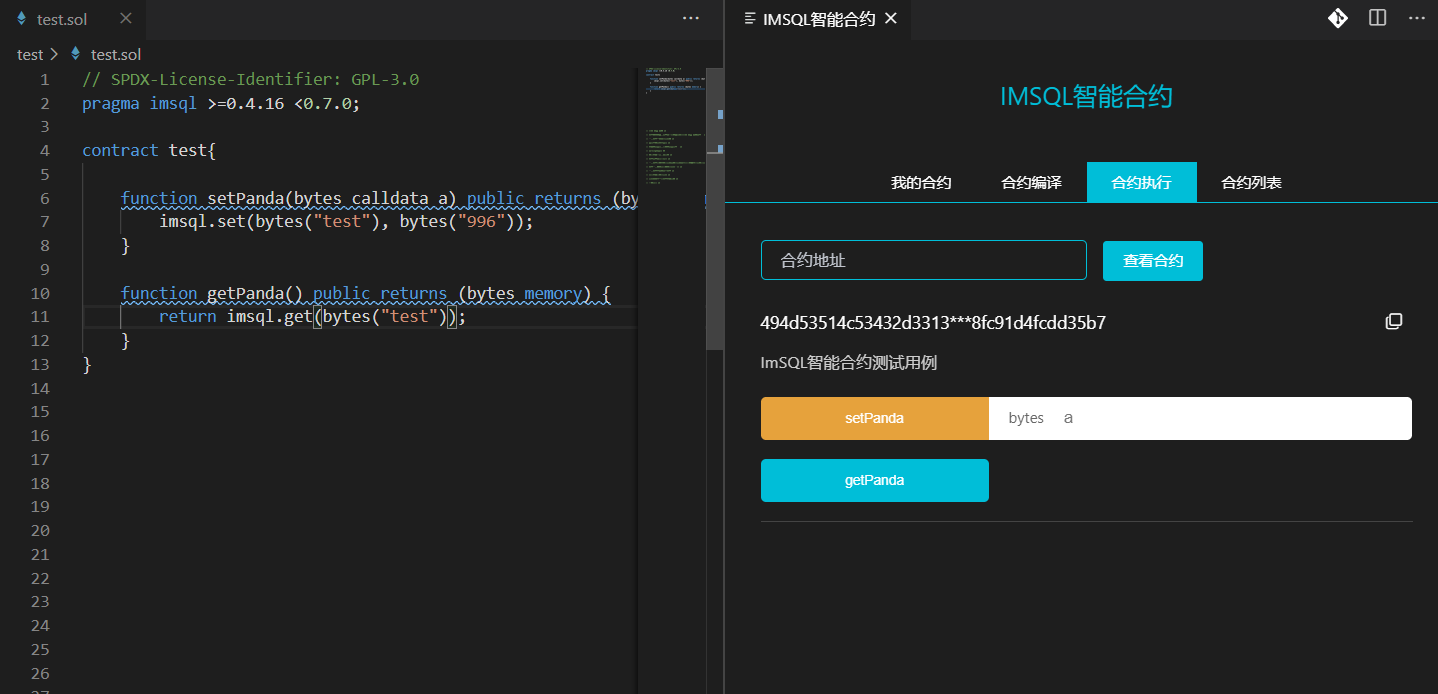 test.sol
test > test.sol
1 // SPDX-License-Identifier: GPL-3.0
2 pragma imsql >=0.4.16 <0.7.0;
3
4 contract test{
5
6 function setPanda(bytes calldata a) public returns (by
7 imsql.set(bytes("test"), bytes("996"));
8 }
9
10 function getPanda() public returns (bytes memory) {
11 return imsql.get(bytes("test"));
12 }
13 }
14
15
16
17
18
19
20
21
22
23
24
25
26
27
IMSQL智能合约
IMSQL智能合约
我的合约 合约编译 合约执行 合约列表
合约地址 查看合约
494d53514c53432d3313***8fc91d4fcdd35b7
ImSQL智能合约测试用例
setPanda bytes a
getPanda